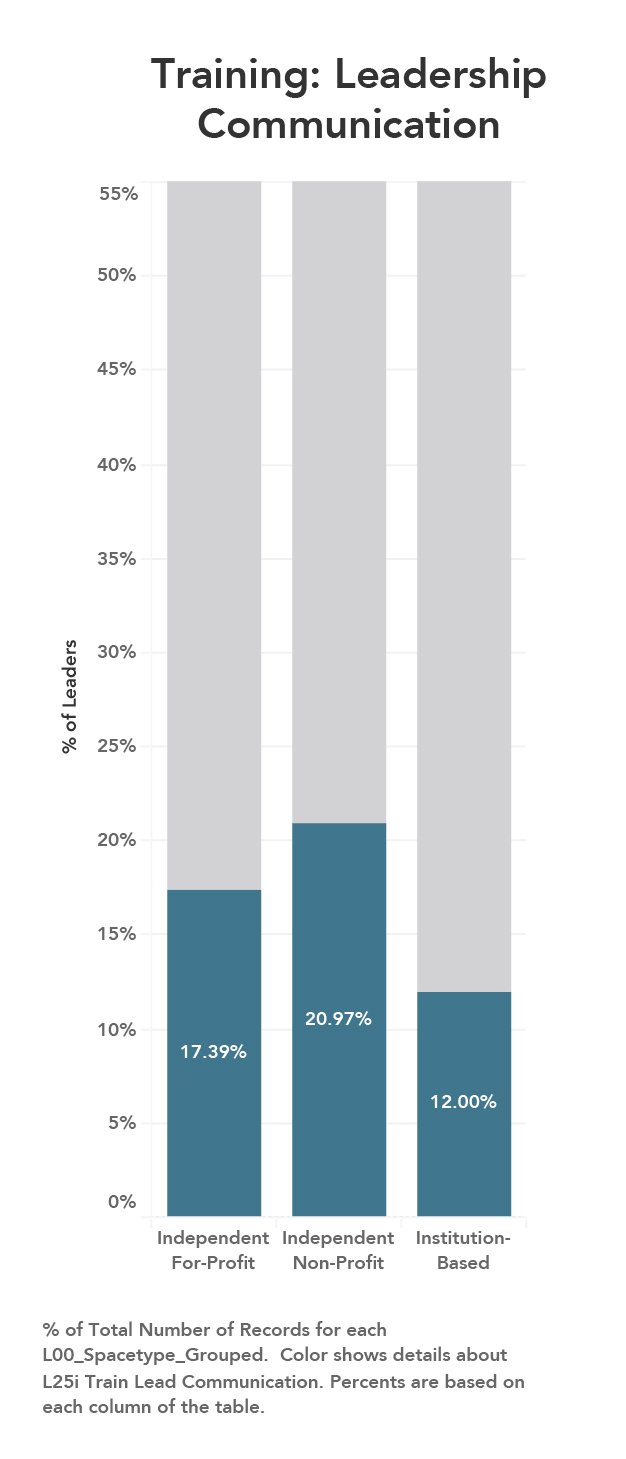 Training: Leadership
Communication
55%
50%
45%
40%
35%
30%
25%
20%
15%
10%
5%
0%
% of Leaders
17.39%
20.97%
12.00%
Independent
For-Profit
Independent
Non-Profit
Institution-
Based
% of Total Number of Records for each
L00_Spacetype_Grouped.  Color shows details about
L25i Train Lead Communication. Percents are based on
each column of the table.